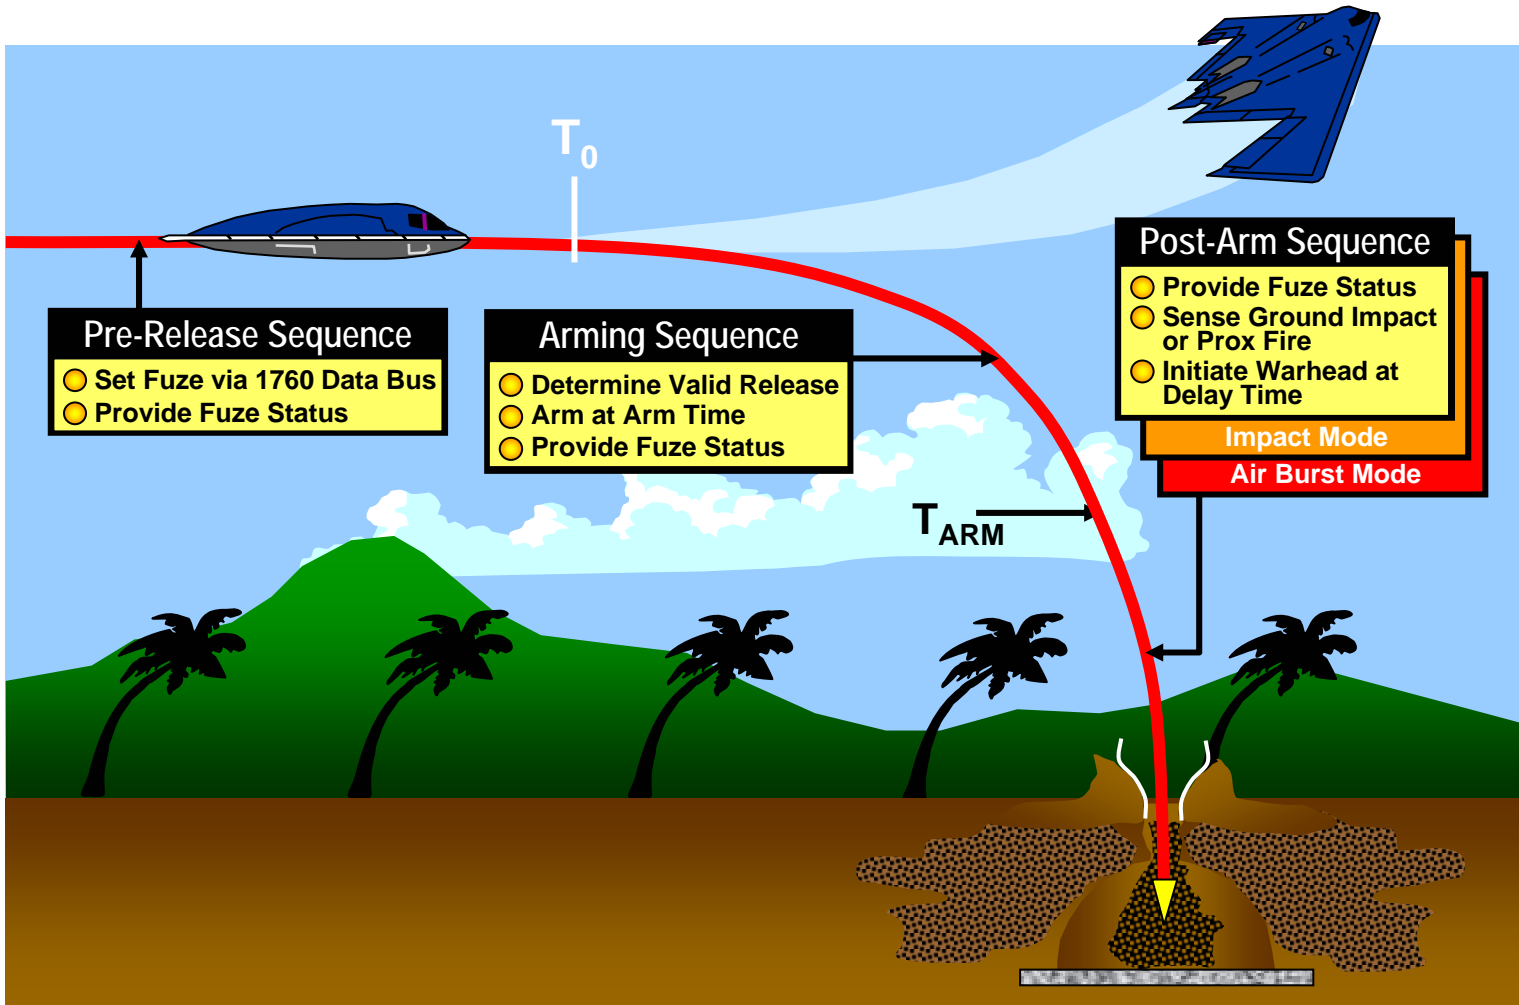 T0
Pre-Release Sequence
Set Fuze via 1760 Data Bus
Provide Fuze Status
Arming Sequence
Determine Valid Release
Arm at Arm Time
Provide Fuze Status
Post-Arm Sequence
Provide Fuze Status
Sense Ground Impact
or Prox Fire
Initiate Warhead at
Delay Time
Impact Mode
Air Burst Mode
TARM